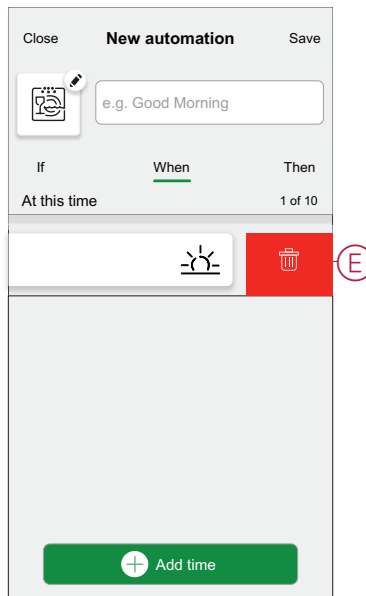 Close New automation Save
e.g. Good Morning
If When Then
At this time 1 of 10
E
Add time